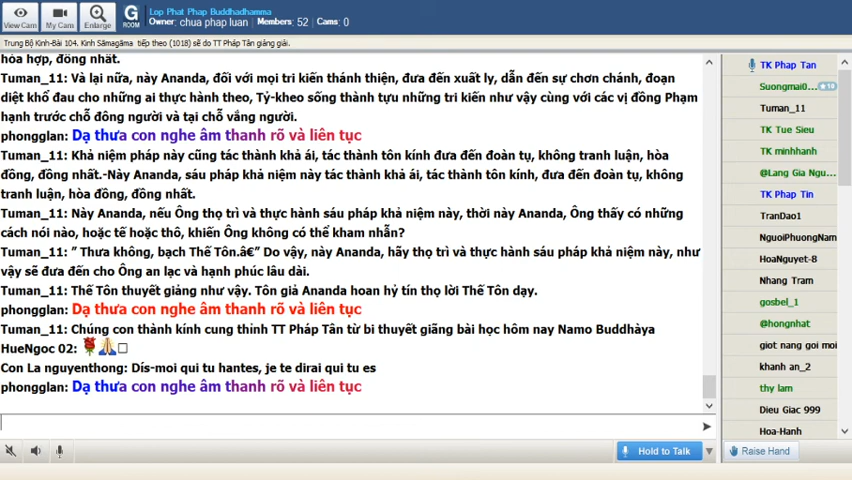 View Cam
My Cam
Enlarge
G
ROOM
Lop Phat Phap Buddhadhamma
Owner: chua phap luan , Members: 52 , Cams: 0
Trung Bộ Kinh-Bài 104, Kinh Sāmagāma tiếp theo (1018) sẽ do TT Pháp Tân giảng giải.
hòa hợp, đồng nhất.
Tuman_11: Và lại nữa, này Ananda, đối với mọi tri kiến thánh thiện, đưa đến xuất ly, dẫn đến sự chơn chánh, đoạn
diệt khổ đau cho những ai thực hành theo, Tỷ-kheo sống thành tựu những tri kiến như vậy cùng với các vị đồng Phạm
hạnh trước chỗ đông người và tại chỗ vắng người.
phongglan: Dạ thưa con nghe âm thanh rõ và liên tục
Tuman_11: Khả niệm pháp này cũng tác thành khả ái, tác thành tôn kính đưa đến đoàn tụ, không tranh luận, hòa
đồng, đồng nhất.-Này Ananda, sáu pháp khả niệm này tác thành khả ái, tác thành tôn kính, đưa đến đoàn tụ, không
tranh luận, hòa đồng, đồng nhất.
Tuman_11: Này Ananda, nếu Ông thọ trì và thực hành sáu pháp khả niệm này, thời này Ananda, Ông thấy có những
cách nói nào, hoặc tế hoặc thô, khiến Ông không có thể kham nhẫn?
Tuman_11: ” Thưa không, bạch Thế Tôn.â€” Do vậy, này Ananda, hãy thọ trì và thực hành sáu pháp khả niệm này, như
vậy sẽ đưa đến cho Ông an lạc và hạnh phúc lâu dài.
Tuman_11: Thế Tôn thuyết giảng như vậy. Tôn giả Ananda hoan hỷ tín thọ lời Thế Tôn dạy.
phongglan: Dạ thưa con nghe âm thanh rõ và liên tục
Tuman_11: Chúng con thành kính cung thỉnh TT Pháp Tân từ bi thuyết giãng bài học hôm nay Namo Buddhàya
HueNgoc 02: 🌹🙏□
Con La nguyenthong: Dís-moi qui tu hantes, je te dirai qui tu es
phongglan: Dạ thưa con nghe âm thanh rõ và liên tục
Hold to Talk
TK Phap Tan
Suongmai0... ★10
Tuman_11
TK Tue Sieu
TK minhhanh
@Lang Gia Ngu...
TK Phap Tin
TranDao1
NguoiPhuongNam
HoaNguyet-8
Nhang Tram
gosbel_1
@hongnhat
giot nang goi moi
khanh an_2
thy lam
Dieu Giac 999
Hoa-Hanh
Raise Hand